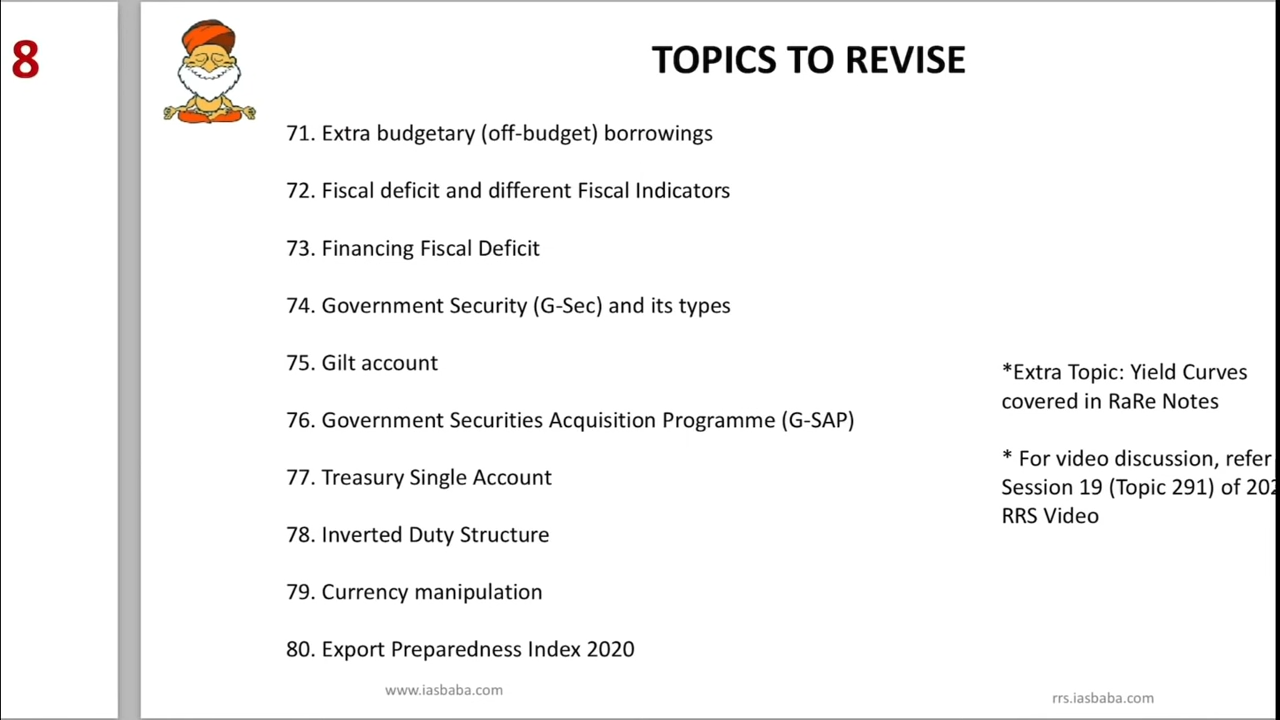 8
TOPICS TO REVISE
71. Extra budgetary (off-budget) borrowings
72. Fiscal deficit and different Fiscal Indicators
73. Financing Fiscal Deficit
74. Government Security (G-Sec) and its types
75. Gilt account
76. Government Securities Acquisition Programme (G-SAP)
77. Treasury Single Account
78. Inverted Duty Structure
79. Currency manipulation
80. Export Preparedness Index 2020
*Extra Topic: Yield Curves
covered in RaRe Notes
* For video discussion, refer
Session 19 (Topic 291) of
RRS Video
www.iasbaba.com
rrs.iasbaba.com